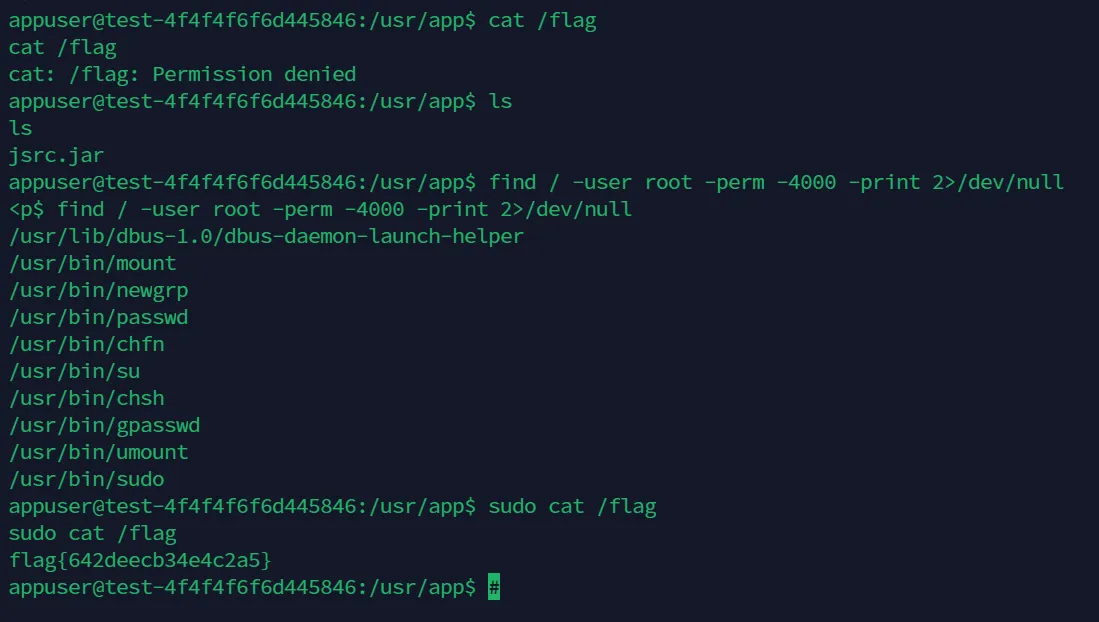 appuser@test-4f4f4f6f6d445846:/usr/app$ cat /flag
cat /flag
cat: /flag: Permission denied
appuser@test-4f4f4f6f6d445846:/usr/app$ ls
ls
jsrc.jar
appuser@test-4f4f4f6f6d445846:/usr/app$ find / -user root -perm -4000 -print 2>/dev/null
<p$ find / -user root -perm -4000 -print 2>/dev/null
/usr/lib/dbus-1.0/dbus-daemon-launch-helper
/usr/bin/mount
/usr/bin/newgrp
/usr/bin/passwd
/usr/bin/chfn
/usr/bin/su
/usr/bin/chsh
/usr/bin/gpasswd
/usr/bin/umount
/usr/bin/sudo
appuser@test-4f4f4f6f6d445846:/usr/app$ sudo cat /flag
sudo cat /flag
flag{642deecb34e4c2a5}
appuser@test-4f4f4f6f6d445846:/usr/app$ #